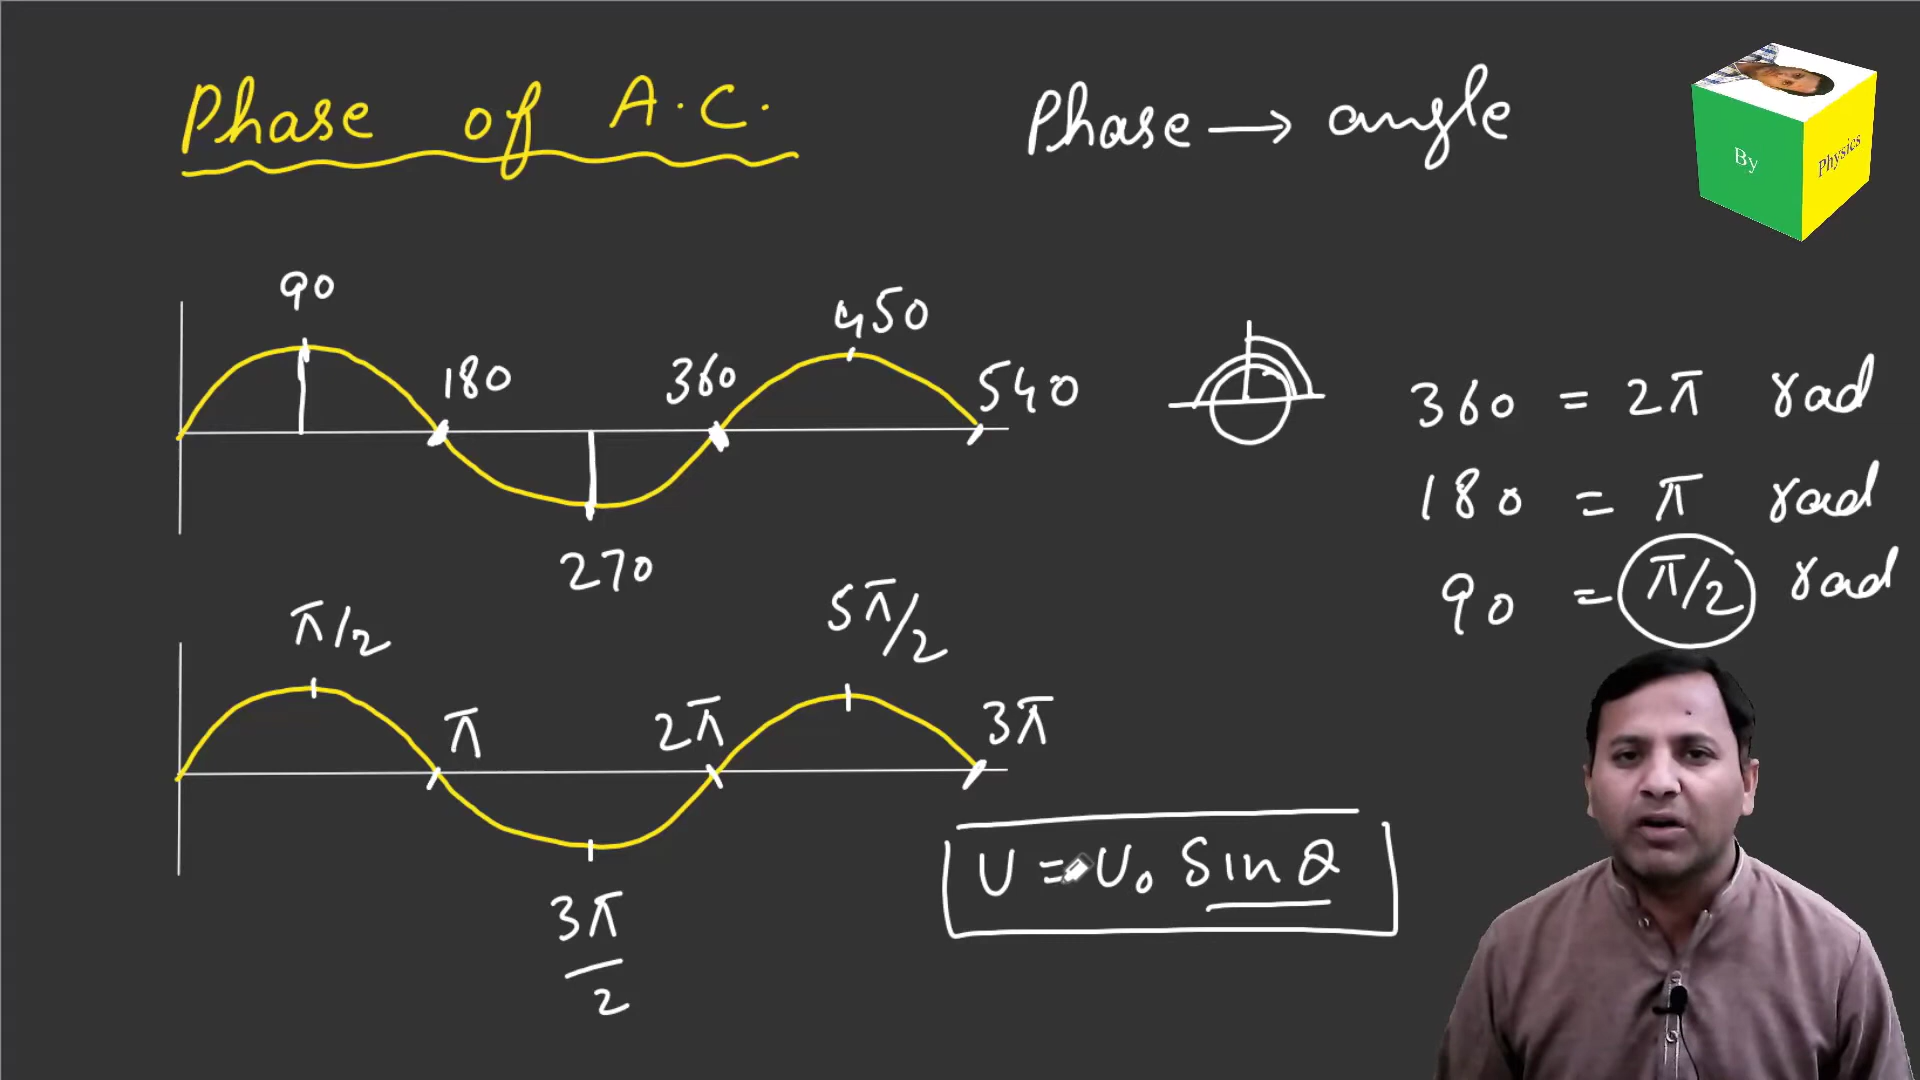 Phase of A.C.
Phase → angle
By
Physics
90
180
270
360
450
540
360 = 2π rad
180 = π rad
90 = π/2 rad
π/2
π
3π/2
2π
5π/2
3π
U = U₀ Sin θ